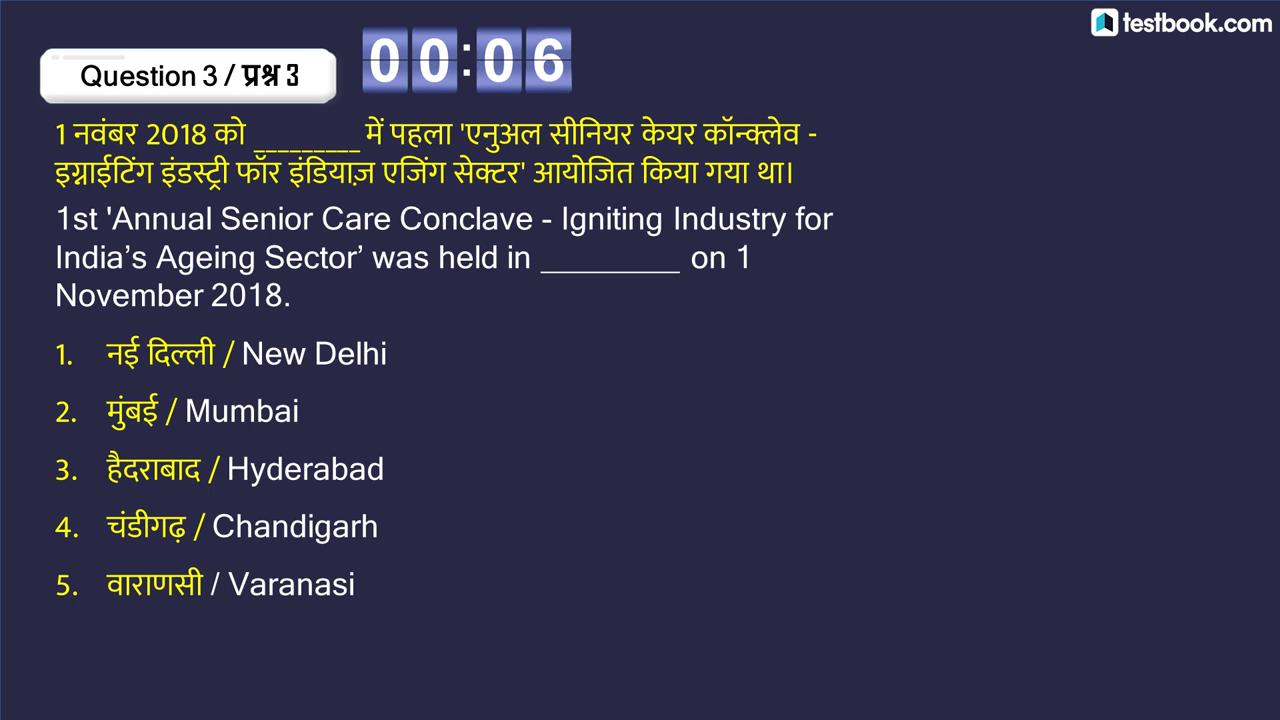 testbook.com
Question 3 / प्रश्न 3
00:06
1 नवंबर 2018 को _________ में पहला 'एनुअल सीनियर केयर कॉन्क्लेव -
इग्नाईटिंग इंडस्ट्री फॉर इंडियाज़ एजिंग सेक्टर' आयोजित किया गया था।
1st 'Annual Senior Care Conclave - Igniting Industry for
India’s Ageing Sector’ was held in ________ on 1
November 2018.
1. नई दिल्ली / New Delhi
2. मुंबई / Mumbai
3. हैदराबाद / Hyderabad
4. चंडीगढ़ / Chandigarh
5. वाराणसी / Varanasi